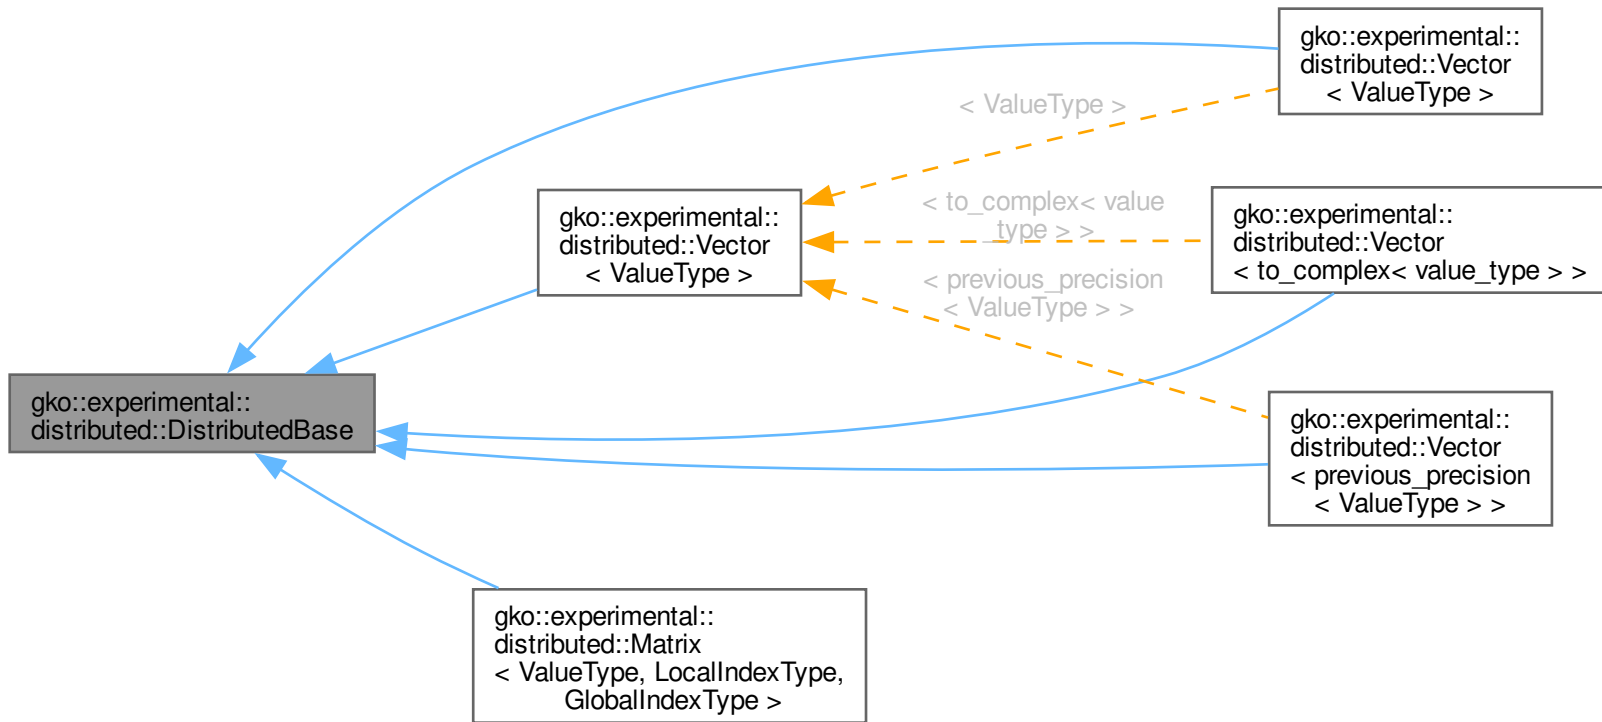 gko::experimental::
distributed::Vector
< ValueType >
< ValueType >
gko::experimental::
distributed::Vector
< ValueType >
< to_complex< value
_type > >
gko::experimental::
distributed::Vector
< to_complex< value_type > >
< previous_precision
< ValueType > >
gko::experimental::
distributed::DistributedBase
gko::experimental::
distributed::Vector
< previous_precision
< ValueType > >
gko::experimental::
distributed::Matrix
< ValueType, LocalIndexType,
GlobalIndexType >